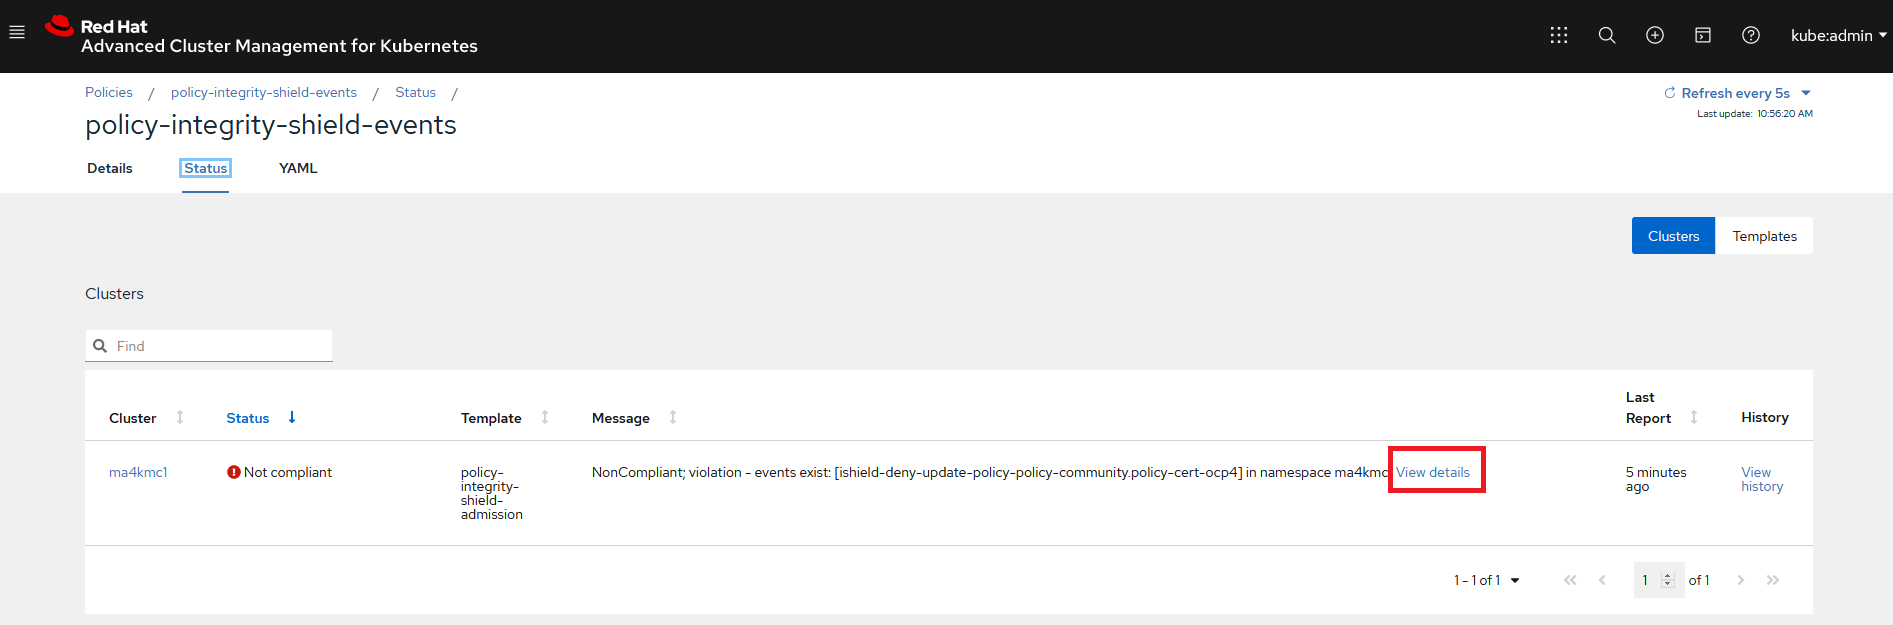 Red Hat
Advanced Cluster Management for Kubernetes
kube:admin
Policies / policy-integrity-shield-events / Status /
Refresh every 5s
policy-integrity-shield-events
Last update: 10:56:20 AM
Details Status YAML
Clusters Templates
Clusters
Find
Cluster Status Template Message Last Report History
ma4kmc1
Not compliant
policy-
integrity-
shield-
admission
NonCompliant; violation - events exist: [ishield-deny-update-policy-policy-community.policy-cert-ocp4] in namespace ma4kmc
View details
5 minutes
ago
View
history
1 - 1 of 1
1 of 1